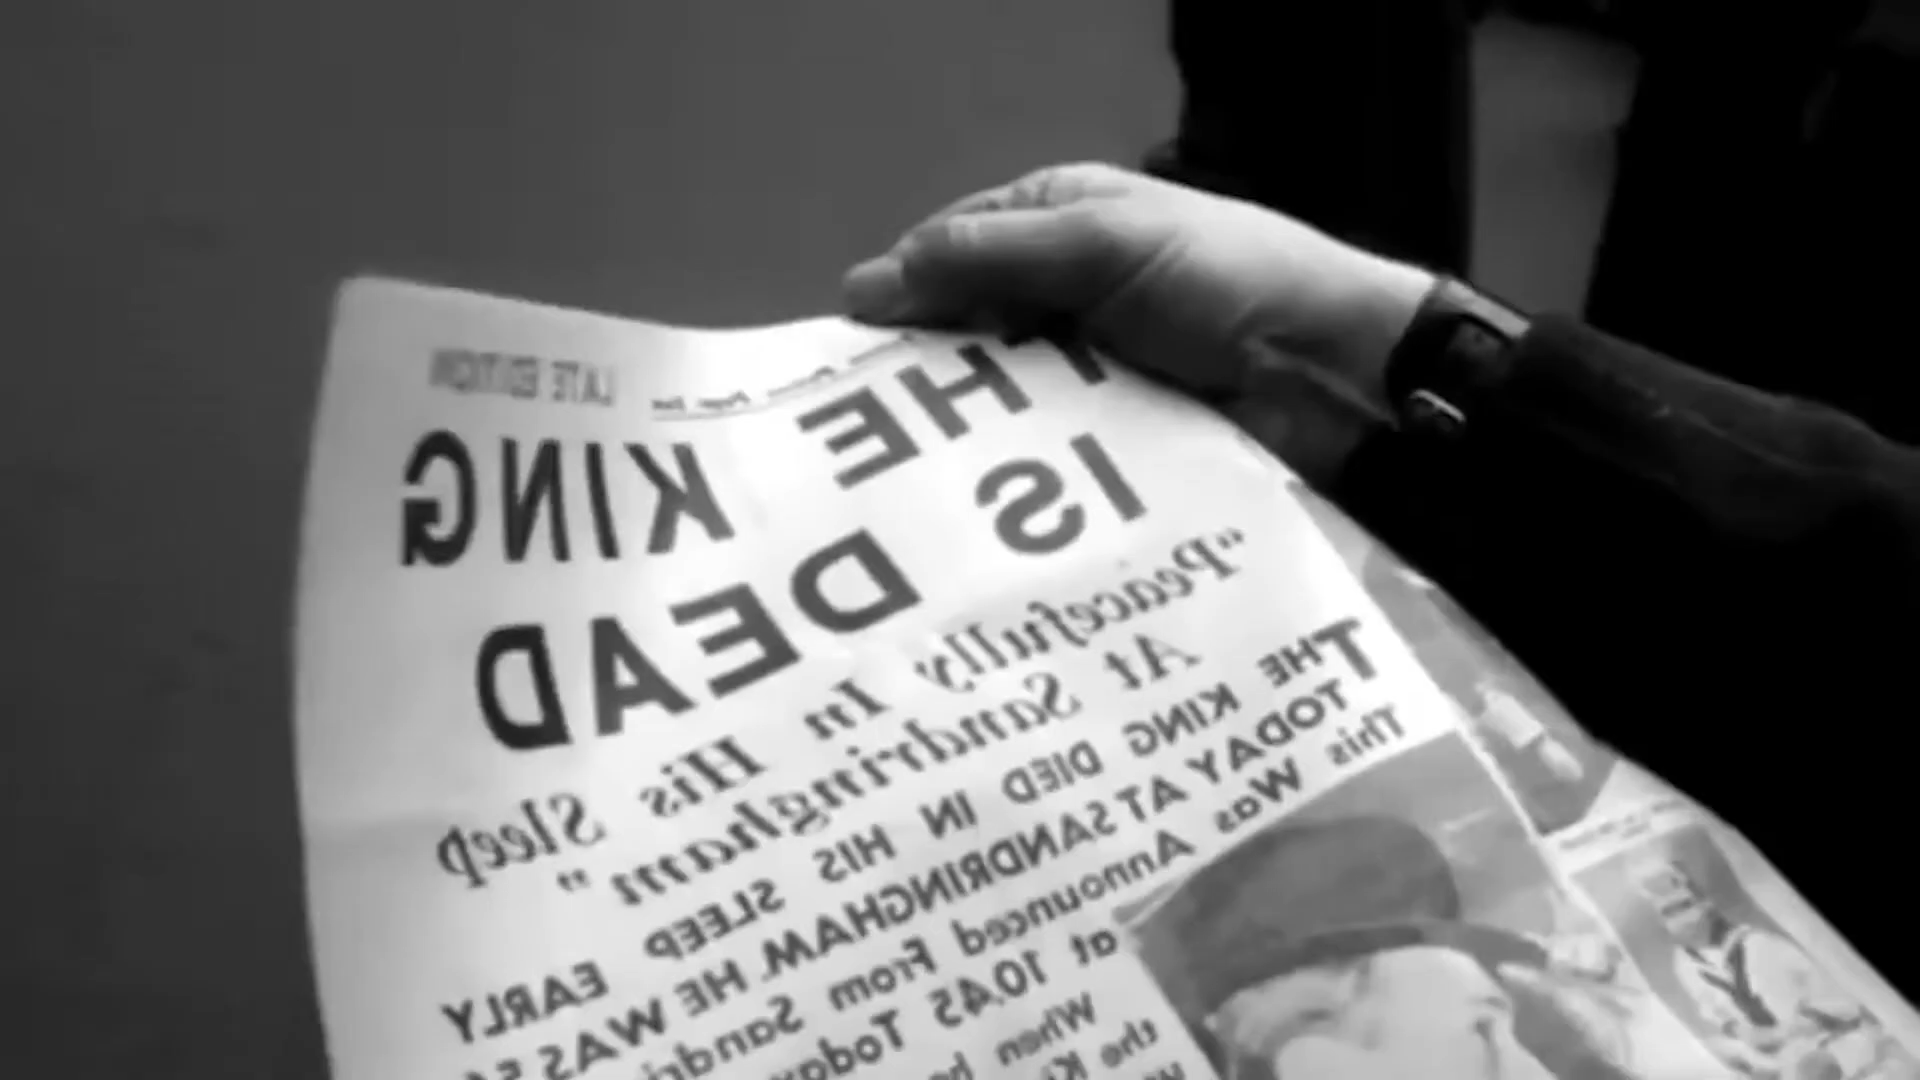 LATE EDITION
THE KING
IS DEAD
"Peacefully In His Sleep
At Sandringham"
THE KING DIED IN HIS SLEEP EARLY
TODAY AT SANDRINGHAM. HE WAS
This Was Announced From
at 10.45
When
the